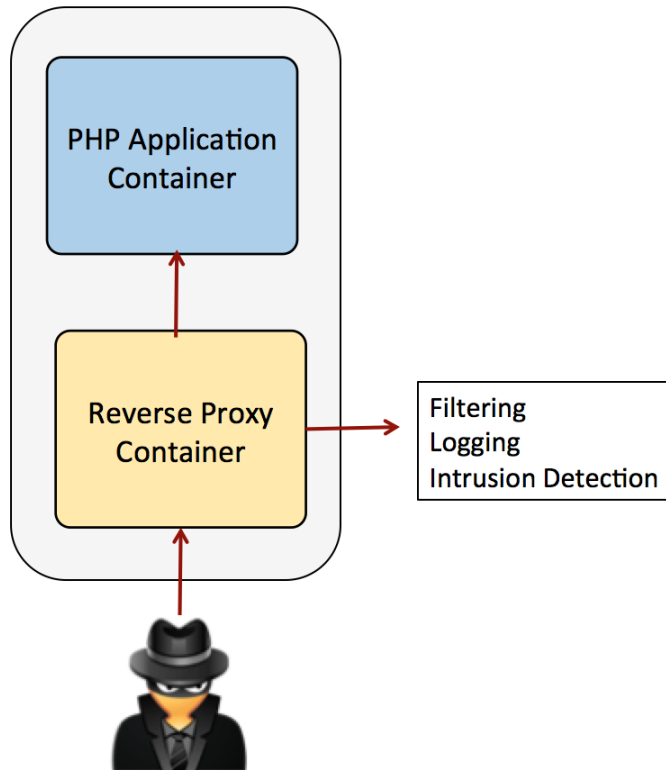 PHP Application
Container
Reverse Proxy
Container
Filtering
Logging
Intrusion Detection